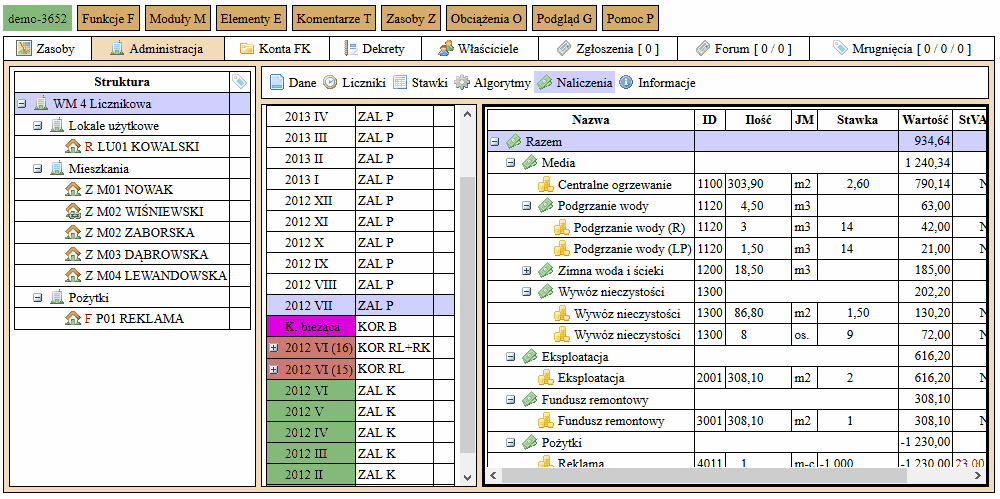 demo-3652 Funkcje F Moduły M Elementy E Komentarze T Zasoby Z Obciążenia O Podgląd G Pomoc P
Zasoby Administracja Konta FK Dekrety Właściciele Zgłoszenia [ 0 ] Forum [ 0 / 0 ] Mrugnięcia [ 0 / 0 / 0 ]
Struktura
WM 4 Licznikowa
Lokale użytkowe
R LU01 KOWALSKI
Mieszkania
Z M01 NOWAK
Z M02 WIŚNIEWSKI
Z M02 ZABORSKA
Z M03 DĄBROWSKA
Z M04 LEWANDOWSKA
Pożytki
F P01 REKLAMA
Dane Liczniki Stawki Algorytmy Naliczenia Informacje
2013 IV ZAL P
2013 III ZAL P
2013 II ZAL P
2013 I ZAL P
2012 XII ZAL P
2012 XI ZAL P
2012 X ZAL P
2012 IX ZAL P
2012 VIII ZAL P
2012 VII ZAL P
K. bieżąca KOR B
2012 VI (16) KOR RL+RK
2012 VI (15) KOR RL
2012 VI ZAL K
2012 V ZAL K
2012 IV ZAL K
2012 III ZAL K
2012 II ZAL K
Nazwa ID Ilość JM Stawka Wartość StVA
Razem 934,64
Media 1 240,34
Centralne ogrzewanie 1100 303,90 m2 2,60 790,14 N
Podgrzanie wody 1120 4,50 m3 63,00
Podgrzanie wody (R) 1120 3 m3 14 42,00 N
Podgrzanie wody (LP) 1120 1,50 m3 14 21,00 N
Zimna woda i ścieki 1200 18,50 m3 185,00
Wywóz nieczystości 1300 202,20
Wywóz nieczystości 1300 86,80 m2 1,50 130,20 N
Wywóz nieczystości 1300 8 os. 9 72,00 N
Eksploatacja 616,20
Eksploatacja 2001 308,10 m2 2 616,20 N
Fundusz remontowy 308,10
Fundusz remontowy 3001 308,10 m2 1 308,10 N
Pożytki -1 230,00
Reklama 4011 1 m-c -1 000 -1 230,00 23,00